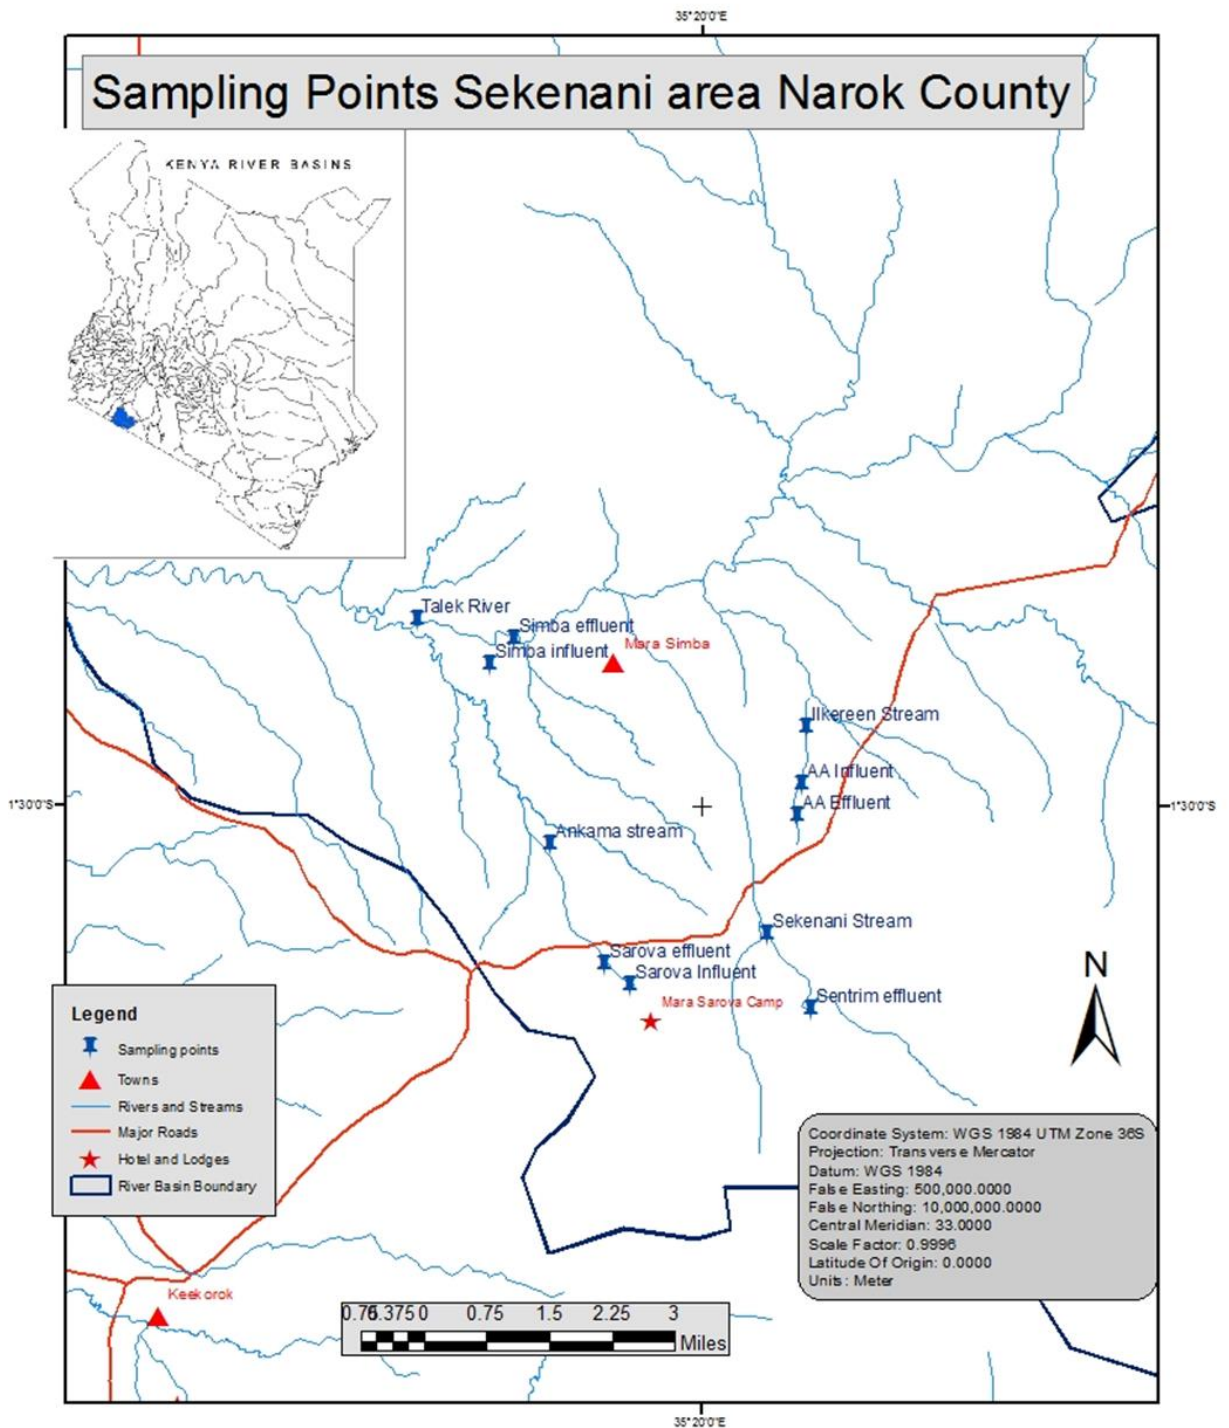 35°20'0"E
Sampling Points Sekenani area Narok County
KENYA RIVER BASINS
Talek River
Simba effluent
Simba influent
Mara Simba
Ilkereen Stream
AA Influent
AA Effluent
1°30'0"S
1°30'0"S
Ankama stream
Sekenani Stream
Sarova effluent
Sarova Influent
Mara Sarova Camp
Sentrim effluent
N
Legend
Sampling points
Towns
Rivers and Streams
Major Roads
Hotel and Lodges
River Basin Boundary
Coordinate System: WGS 1984 UTM Zone 36S
Projection: Transverse Mercator
Datum: WGS 1984
False Easting: 500,000.0000
False Northing: 10,000,000.0000
Central Meridian: 33.0000
Scale Factor: 0.9996
Latitude Of Origin: 0.0000
Units: Meter
Keekorok
0.75 0.375 0 0.75 1.5 2.25 3
Miles
35°20'0"E